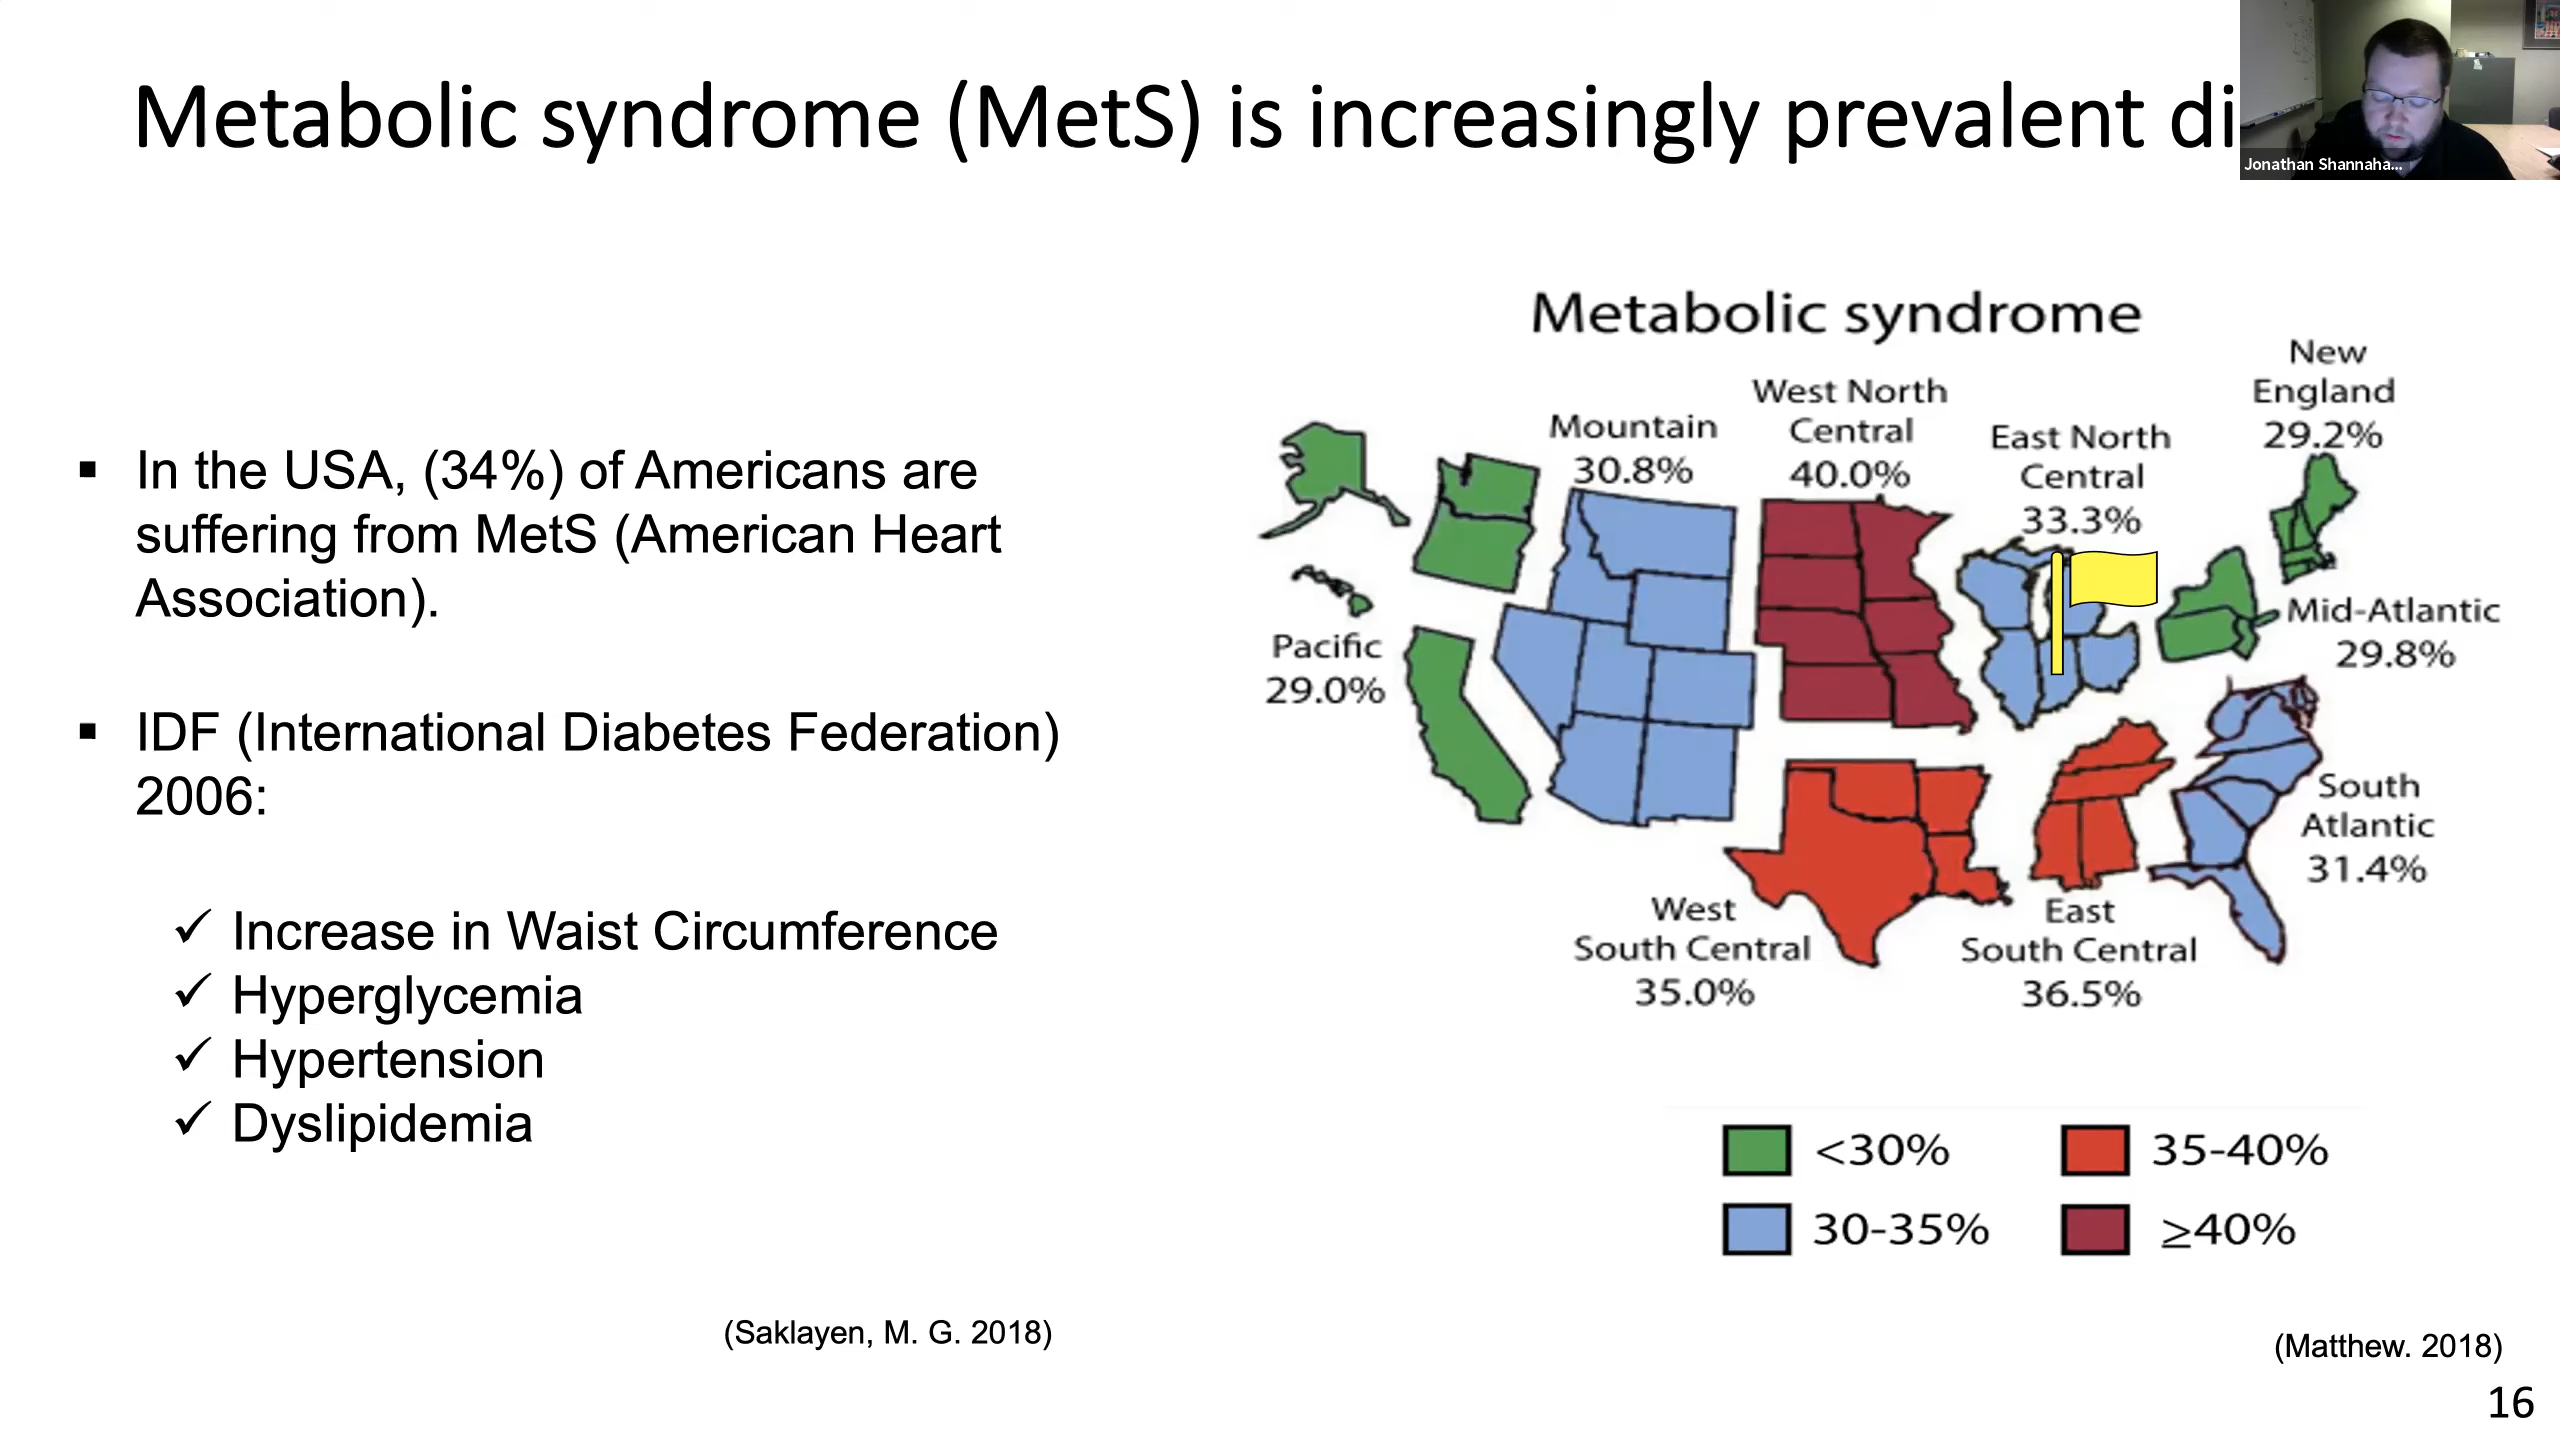 Metabolic syndrome (MetS) is increasingly prevalent di
Jonathan Shannaha...
▪ In the USA, (34%) of Americans are
suffering from MetS (American Heart
Association).
▪ IDF (International Diabetes Federation)
2006:
✓ Increase in Waist Circumference
✓ Hyperglycemia
✓ Hypertension
✓ Dyslipidemia
(Saklayen, M. G. 2018)
Metabolic syndrome
Pacific
29.0%
Mountain
30.8%
West North
Central
40.0%
East North
Central
33.3%
New
England
29.2%
Mid-Atlantic
29.8%
South
Atlantic
31.4%
West
South Central
35.0%
East
South Central
36.5%
<30%
35-40%
30-35%
≥40%
(Matthew. 2018)
16